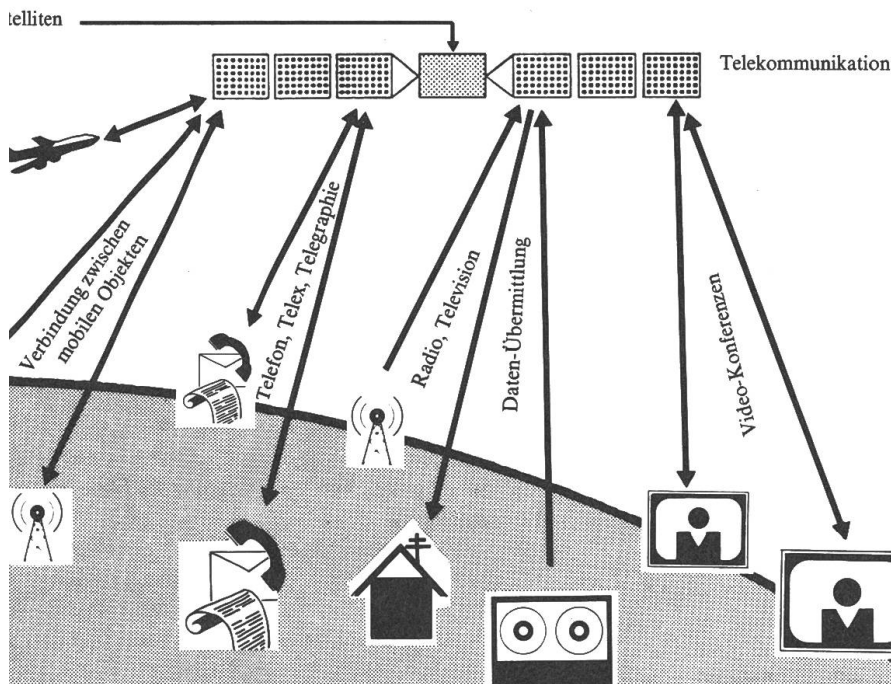 telliten
Telekommunikation
Verbindung zwischen
mobilen Objekten
Telefon, Telex, Telegraphie
Radio, Television
Daten-Übermittlung
Video-Konferenzen